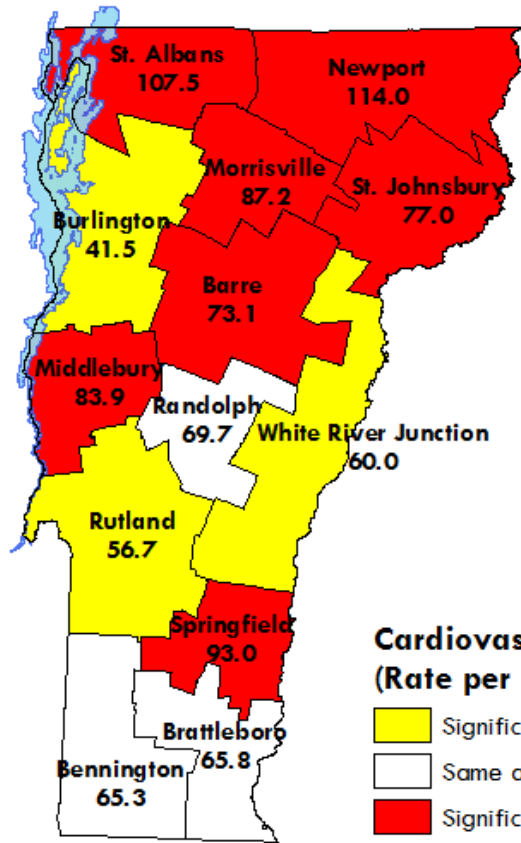 St. Albans
107.5
Newport
114.0
Morrisville
87.2
St. Johnsbury
77.0
Burlington
41.5
Barre
73.1
Middlebury
83.9
Randolph
69.7
White River Junction
60.0
Rutland
56.7
Springfield
93.0
Brattleboro
65.8
Bennington
65.3
Cardiovas
(Rate per
Signific
Same
Signific